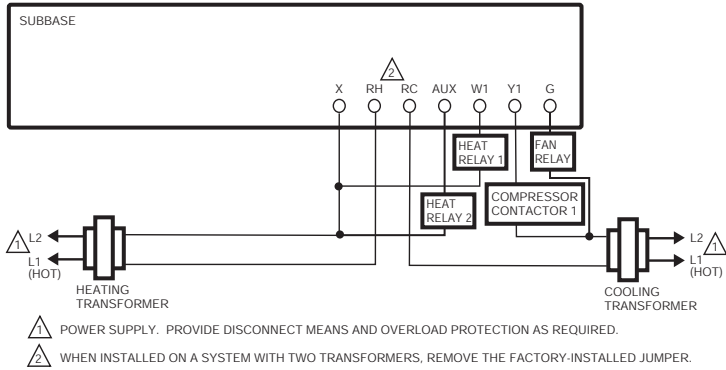 SUBBASE
2
X RH RC AUX W1 Y1 G
HEAT
RELAY 1
FAN
RELAY
HEAT
RELAY 2
COMPRESSOR
CONTACTOR 1
1
L2
L1
(HOT)
HEATING
TRANSFORMER
L2
1
L1
(HOT)
COOLING
TRANSFORMER
1 POWER SUPPLY. PROVIDE DISCONNECT MEANS AND OVERLOAD PROTECTION AS REQUIRED.
2 WHEN INSTALLED ON A SYSTEM WITH TWO TRANSFORMERS, REMOVE THE FACTORY-INSTALLED JUMPER.